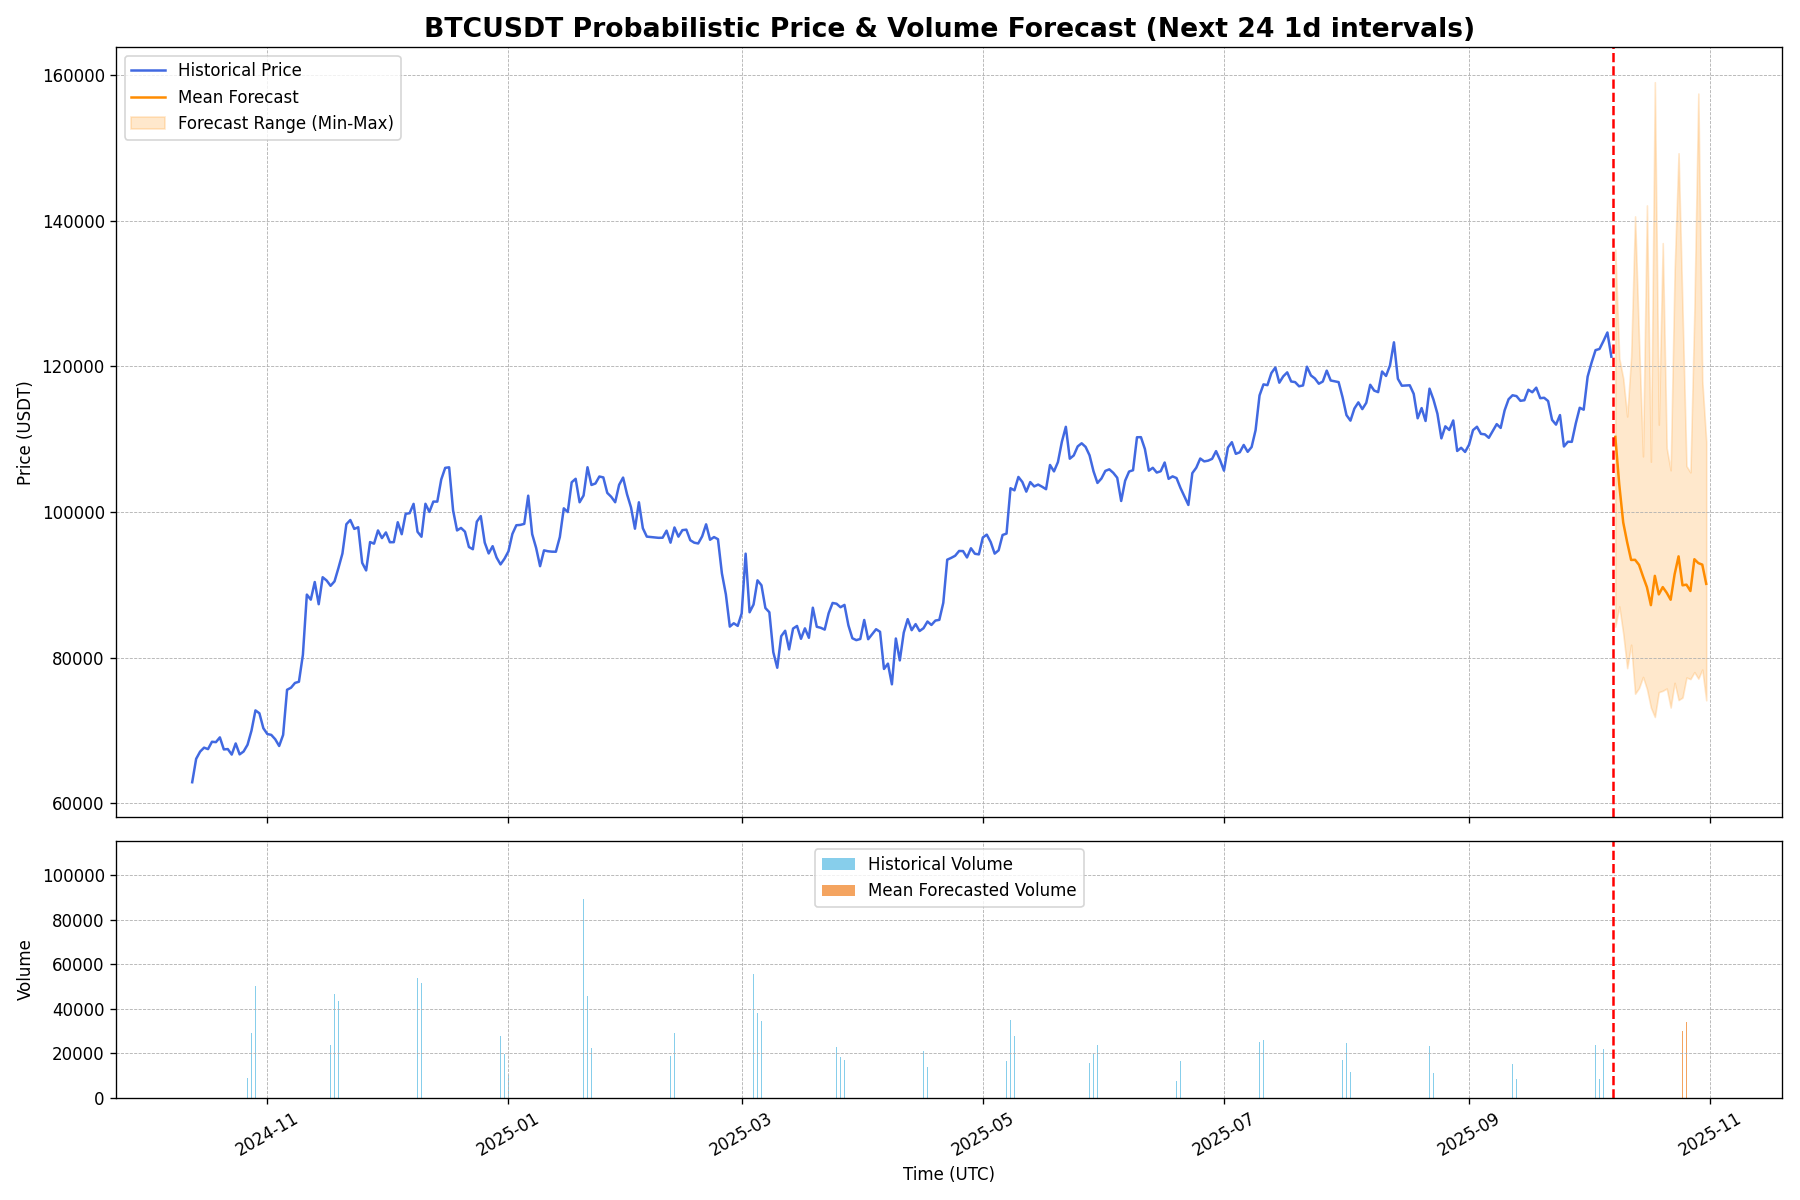 BTCUSDT Probabilistic Price & Volume Forecast (Next 24 1d intervals)
Historical Price
Mean Forecast
Forecast Range (Min-Max)
Price (USDT)
160000
140000
120000
100000
80000
60000
Historical Volume
Mean Forecasted Volume
Volume
100000
80000
60000
40000
20000
0
2024-11
2025-01
2025-03
2025-05
2025-07
2025-09
2025-11
Time (UTC)